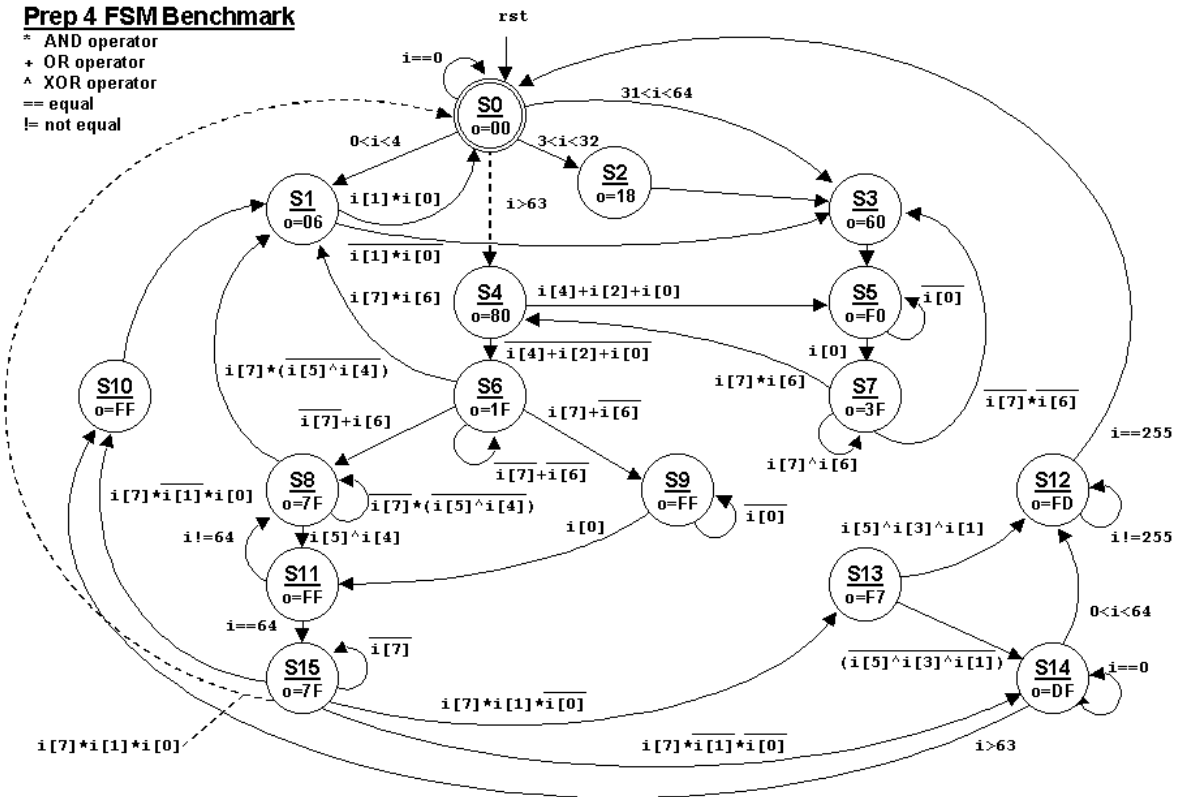 Prep 4 FSM Benchmark
* AND operator
+ OR operator
^ XOR operator
== equal
!= not equal
rst
i==0
S0
o=00
31<i<64
0<i<4
3<i<32
S1
o=06
i[1]*i[0]
i>63
S2
o=18
S3
o=60
i̅[̅1̅]̅*̅i̅[̅0̅]̅
i[7]*i[6]
S4
o=80
i[4]+i[2]+i[0]
S5
o=F0
i̅[̅0̅]̅
i̅[̅4̅]̅+̅i̅[̅2̅]̅+̅i̅[̅0̅]̅
i[0]
i[7]*(i̅[̅5̅]̅^̅i̅[̅4̅]̅)
S10
o=FF
S6
o=1F
i[7]*i[6]
S7
o=3F
i̅[̅7̅]̅*i̅[̅6̅]̅
i̅[̅7̅]̅+i[6]
i[7]+i̅[̅6̅]̅
i==255
i[7]^i[6]
i̅[̅7̅]̅+i̅[̅6̅]̅
S8
o=7F
S9
o=FF
S12
o=FD
i[7]*i̅[̅1̅]̅*i[0]
i̅[̅7̅]̅*(i̅[̅5̅]̅^̅i̅[̅4̅]̅)
i̅[̅0̅]̅
i!=64
i[5]^i[4]
i[0]
i[5]^i[3]^i[1]
i!=255
S11
o=FF
S13
o=F7
i==64
0<i<64
i̅[̅7̅]̅
(i̅[̅5̅]̅^̅i̅[̅3̅]̅^̅i̅[̅1̅]̅)
S15
o=7F
S14
o=DF
i==0
i[7]*i[1]*i̅[̅0̅]̅
i[7]*i[1]*i[0]
i[7]*i̅[̅1̅]̅*i̅[̅0̅]̅
i>63